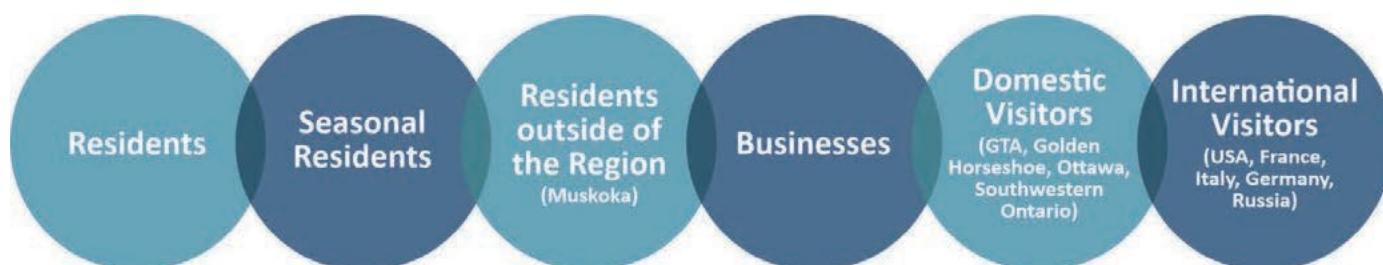 Residents
Seasonal
Residents
Residents
outside of
the Region
(Muskoka)
Businesses
Domestic
Visitors
(GTA, Golden
Horseshoe, Ottawa,
Southwestern
Ontario)
International
Visitors
(USA, France,
Italy, Germany,
Russia)